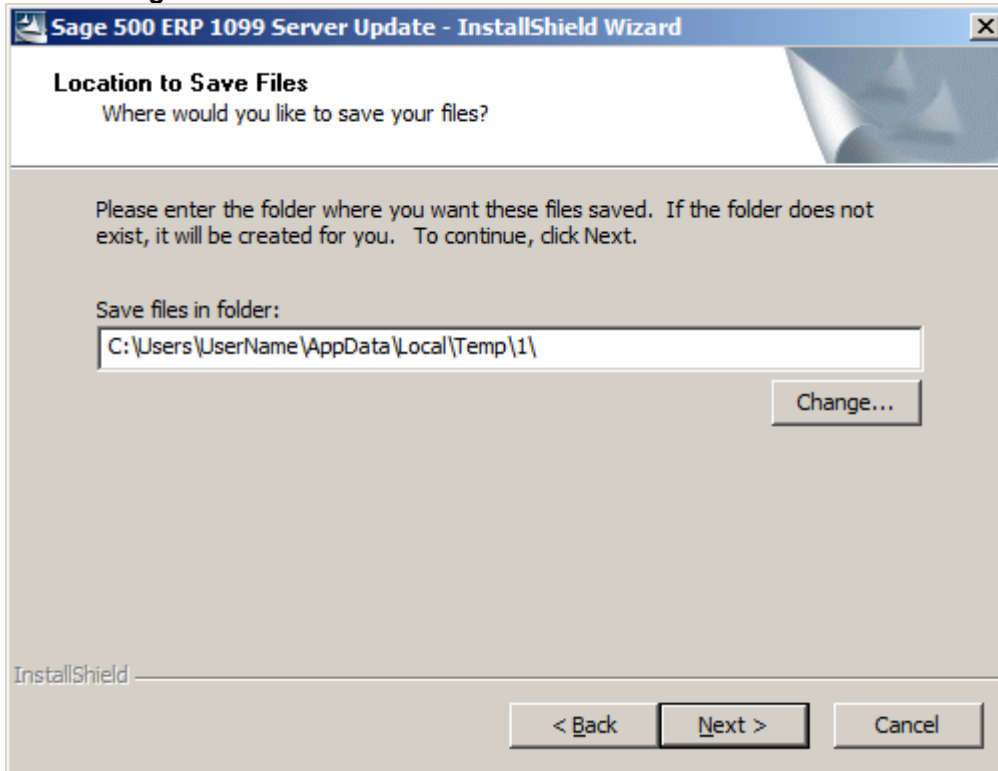 Sage 500 ERP 1099 Server Update - InstallShield Wizard
Location to Save Files
Where would you like to save your files?
Please enter the folder where you want these files saved.  If the folder does not
exist, it will be created for you.   To continue, click Next.
Save files in folder:
C:\Users\UserName\AppData\Local\Temp\1\
Change...
InstallShield
< Back
Next >
Cancel